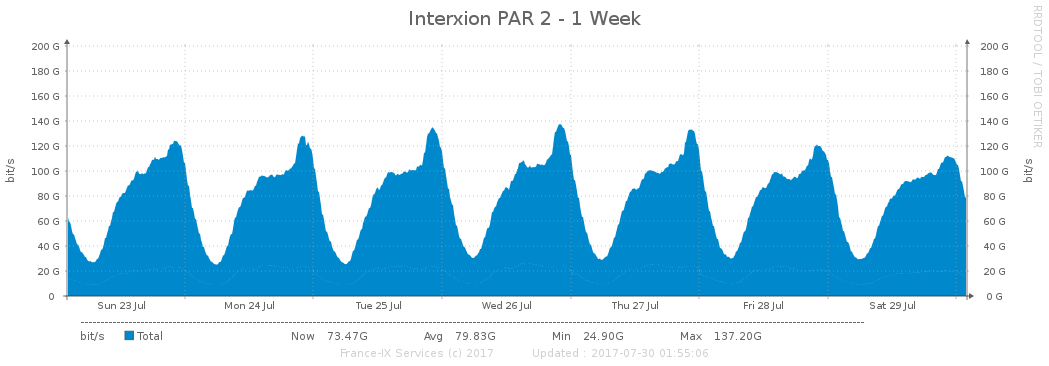 Interxion PAR 2 - 1 Week
RRDTOOL / TOBI OETIKER
200 G 200 G
180 G 180 G
160 G 160 G
140 G 140 G
120 G 120 G
100 G 100 G
80 G 80 G
60 G 60 G
40 G 40 G
20 G 20 G
0 0 G
bit/s bit/s
Sun 23 Jul Mon 24 Jul Tue 25 Jul Wed 26 Jul Thu 27 Jul Fri 28 Jul Sat 29 Jul
bit/s Total Now 73.47G Avg 79.83G Min 24.90G Max 137.20G
France-IX Services (c) 2017 Updated : 2017-07-30 01:55:06